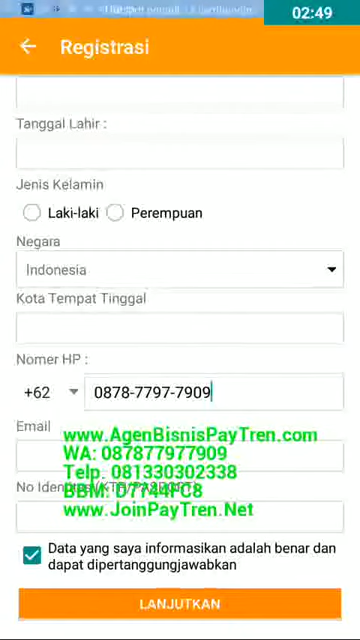 02:49
Registrasi
Tanggal Lahir :
Jenis Kelamin
Laki-laki
Perempuan
Negara
Indonesia
Kota Tempat Tinggal
Nomer HP :
+62
0878-7797-7909
Email
www.AgenBisnisPayTren.com
WA: 087877977909
Telp. 081330302338
No Identitas (KTP/PASPORT)
BBM: D7744FC8
www.JoinPayTren.Net
Data yang saya informasikan adalah benar dan
dapat dipertanggungjawabkan
LANJUTKAN